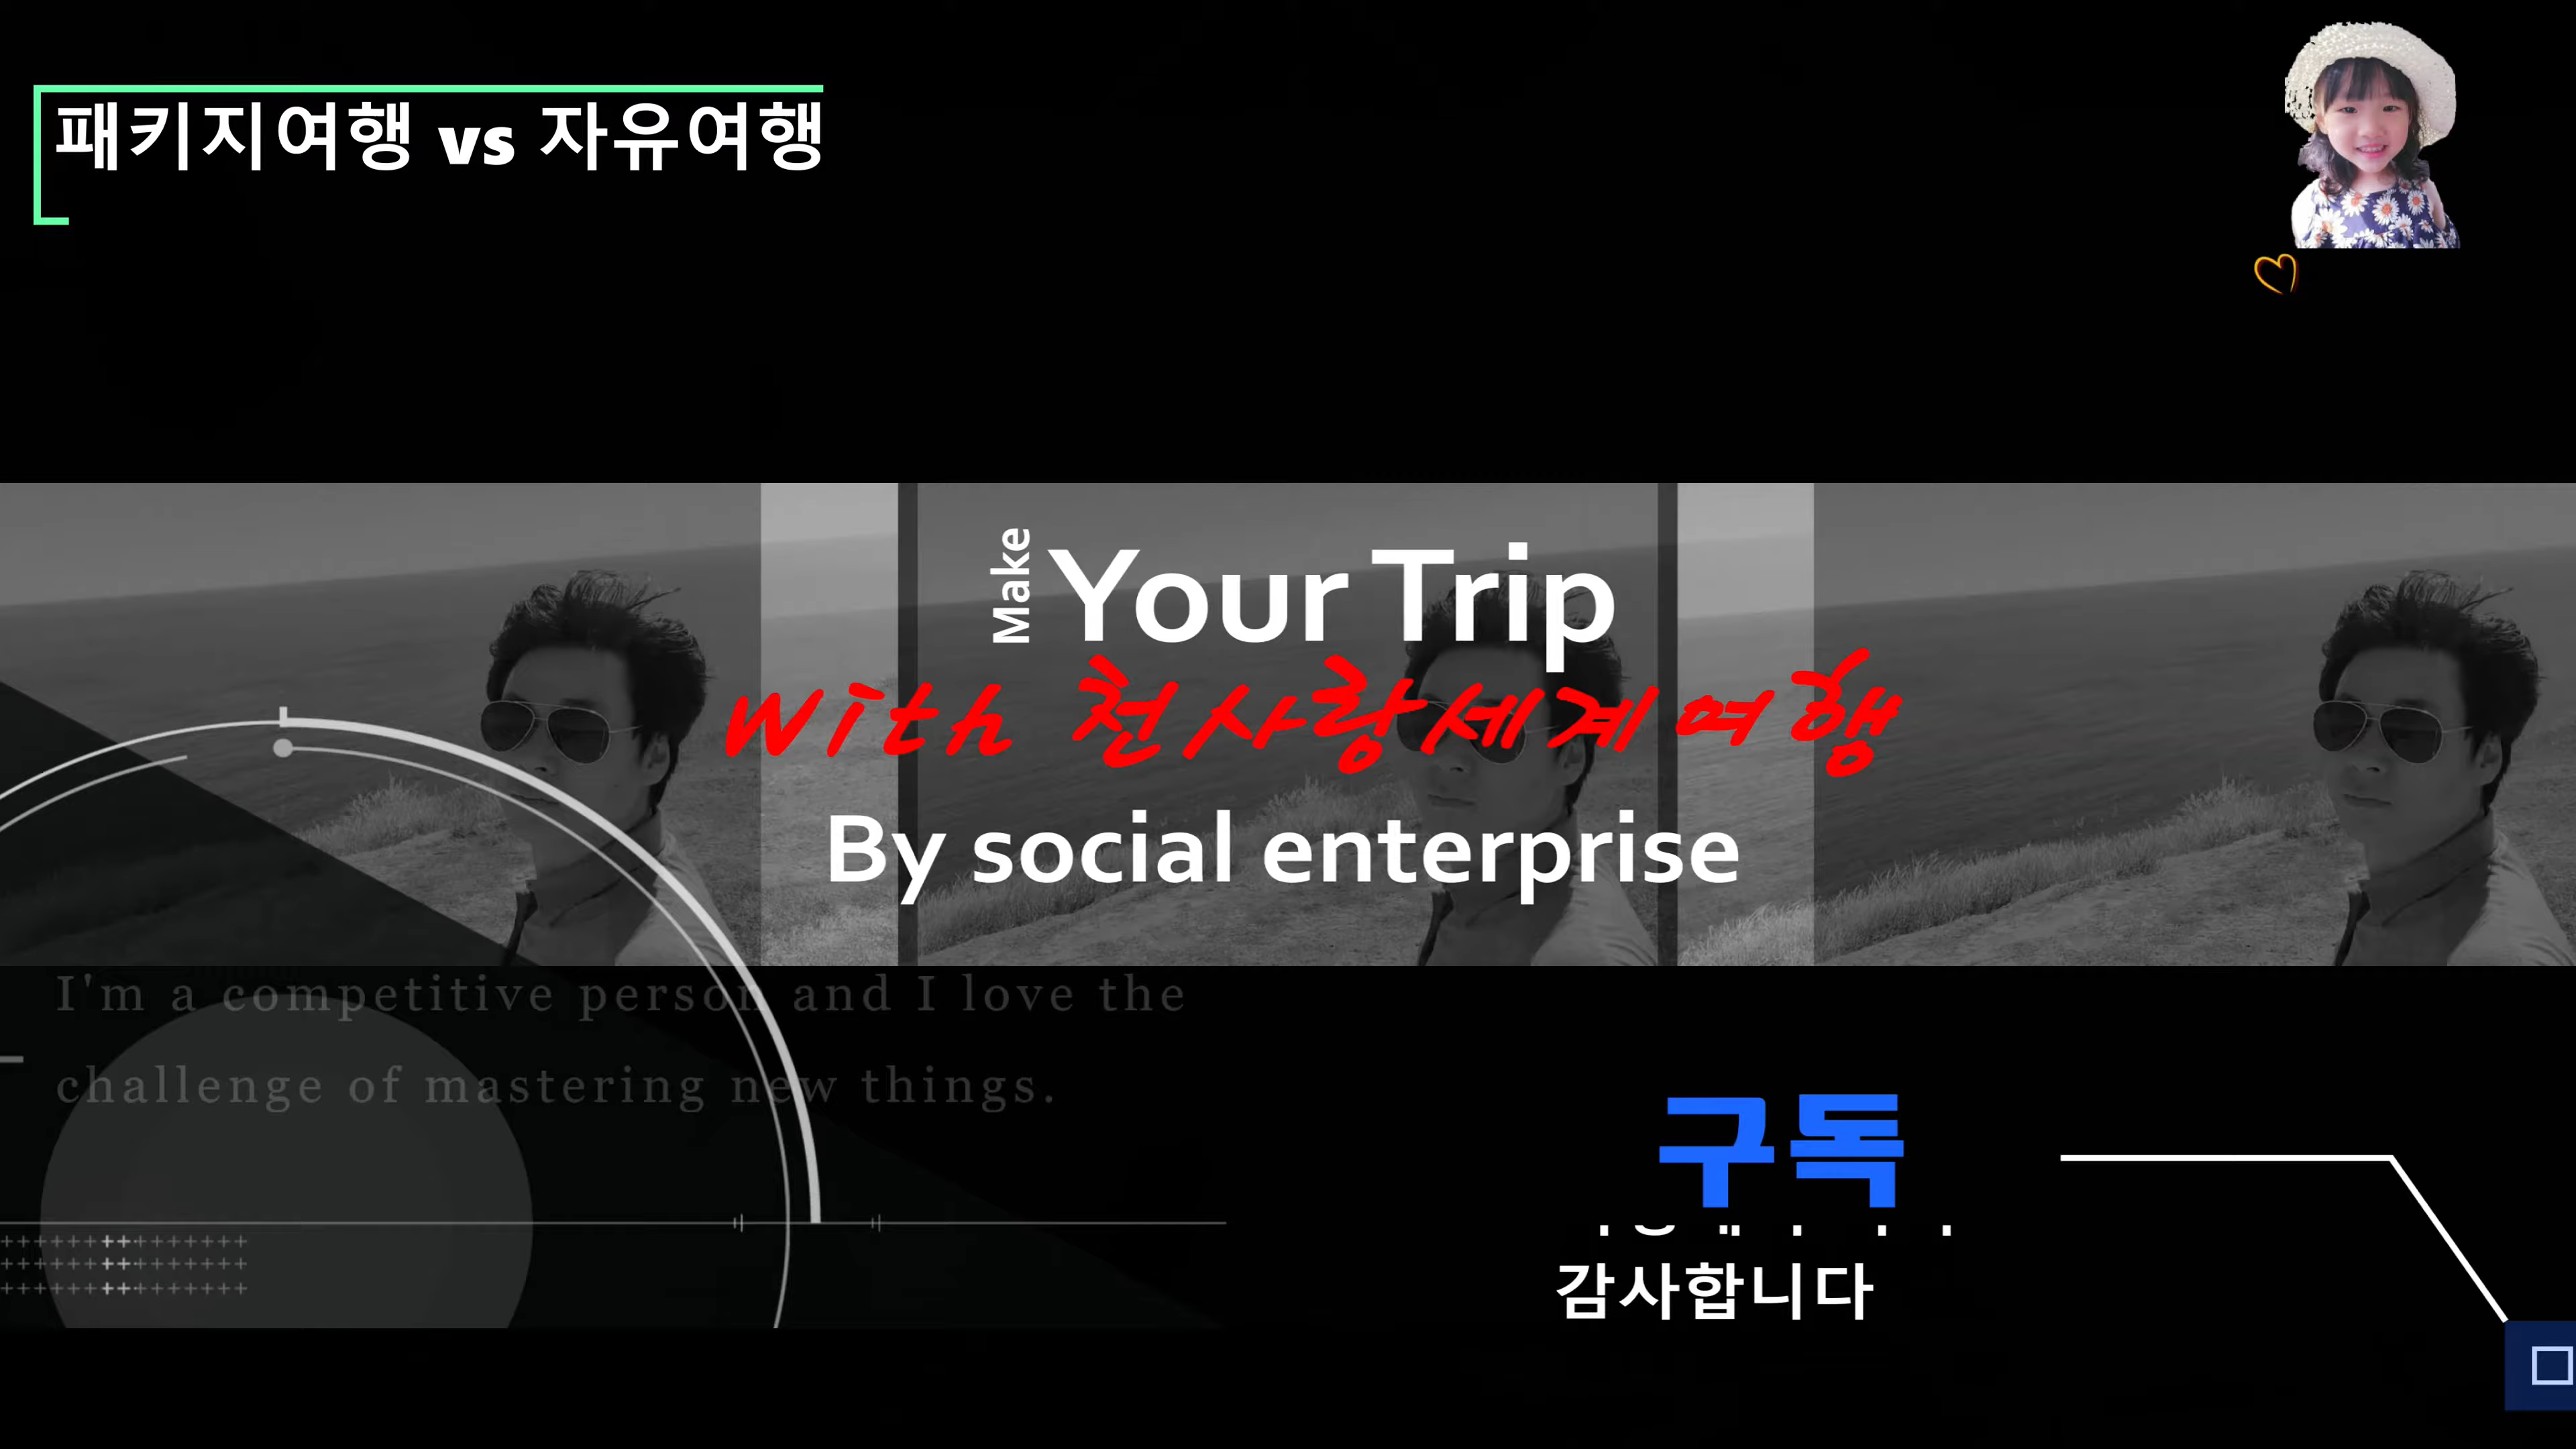 패키지여행 vs 자유여행
Make
Your Trip
With 천사랑세계여행
By social enterprise
I'm a competitive person and I love the
challenge of mastering new things.
구독
감사합니다